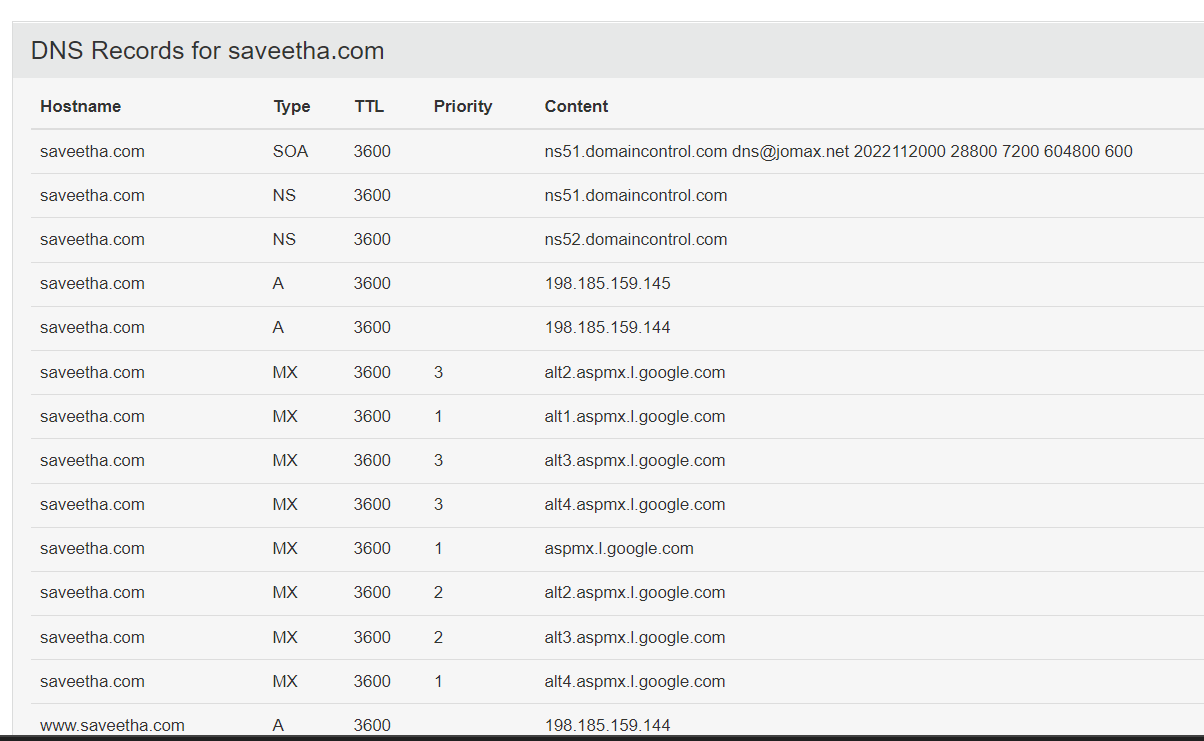 DNS Records for saveetha.com
Hostname Type TTL Priority Content
saveetha.com SOA 3600 ns51.domaincontrol.com dns@jomax.net 2022112000 28800 7200 604800 600
saveetha.com NS 3600 ns51.domaincontrol.com
saveetha.com NS 3600 ns52.domaincontrol.com
saveetha.com A 3600 198.185.159.145
saveetha.com A 3600 198.185.159.144
saveetha.com MX 3600 3 alt2.aspmx.l.google.com
saveetha.com MX 3600 1 alt1.aspmx.l.google.com
saveetha.com MX 3600 3 alt3.aspmx.l.google.com
saveetha.com MX 3600 3 alt4.aspmx.l.google.com
saveetha.com MX 3600 1 aspmx.l.google.com
saveetha.com MX 3600 2 alt2.aspmx.l.google.com
saveetha.com MX 3600 2 alt3.aspmx.l.google.com
saveetha.com MX 3600 1 alt4.aspmx.l.google.com
www.saveetha.com A 3600 198.185.159.144